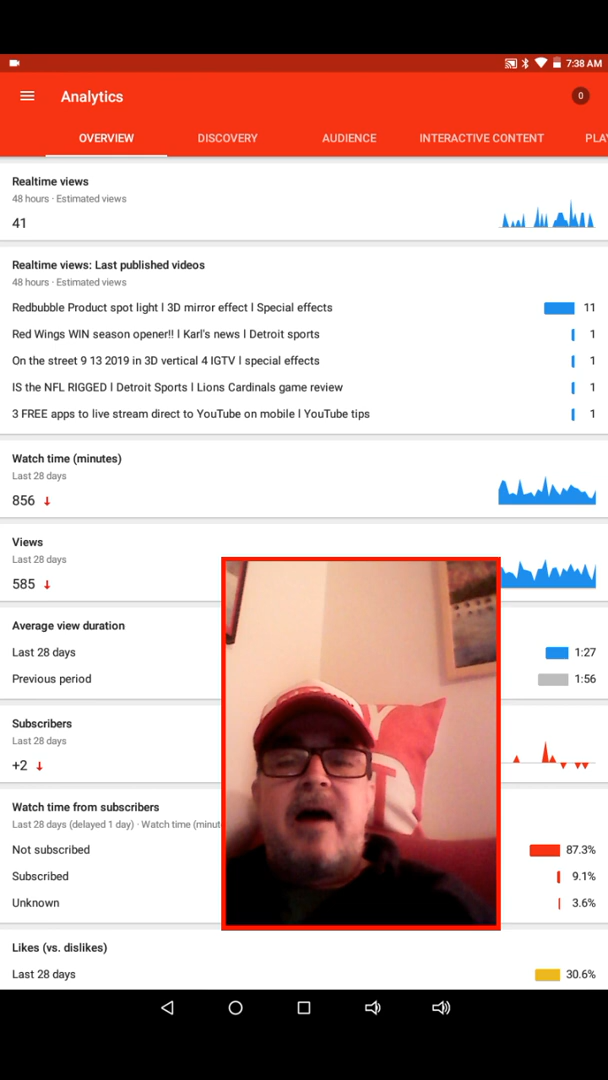 7:38 AM
Analytics
0
OVERVIEW DISCOVERY AUDIENCE INTERACTIVE CONTENT PLA
Realtime views
48 hours · Estimated views
41
Realtime views: Last published videos
48 hours · Estimated views
Redbubble Product spot light l 3D mirror effect l Special effects 11
Red Wings WIN season opener!! l Karl's news l Detroit sports 1
On the street 9 13 2019 in 3D vertical 4 IGTV l special effects 1
IS the NFL RIGGED l Detroit Sports l Lions Cardinals game review 1
3 FREE apps to live stream direct to YouTube on mobile l YouTube tips 1
Watch time (minutes)
Last 28 days
856 ↓
Views
Last 28 days
585 ↓
Average view duration
Last 28 days 1:27
Previous period 1:56
Subscribers
Last 28 days
+2 ↓
Watch time from subscribers
Last 28 days (delayed 1 day) · Watch time (minut
Not subscribed 87.3%
Subscribed 9.1%
Unknown 3.6%
Likes (vs. dislikes)
Last 28 days 30.6%